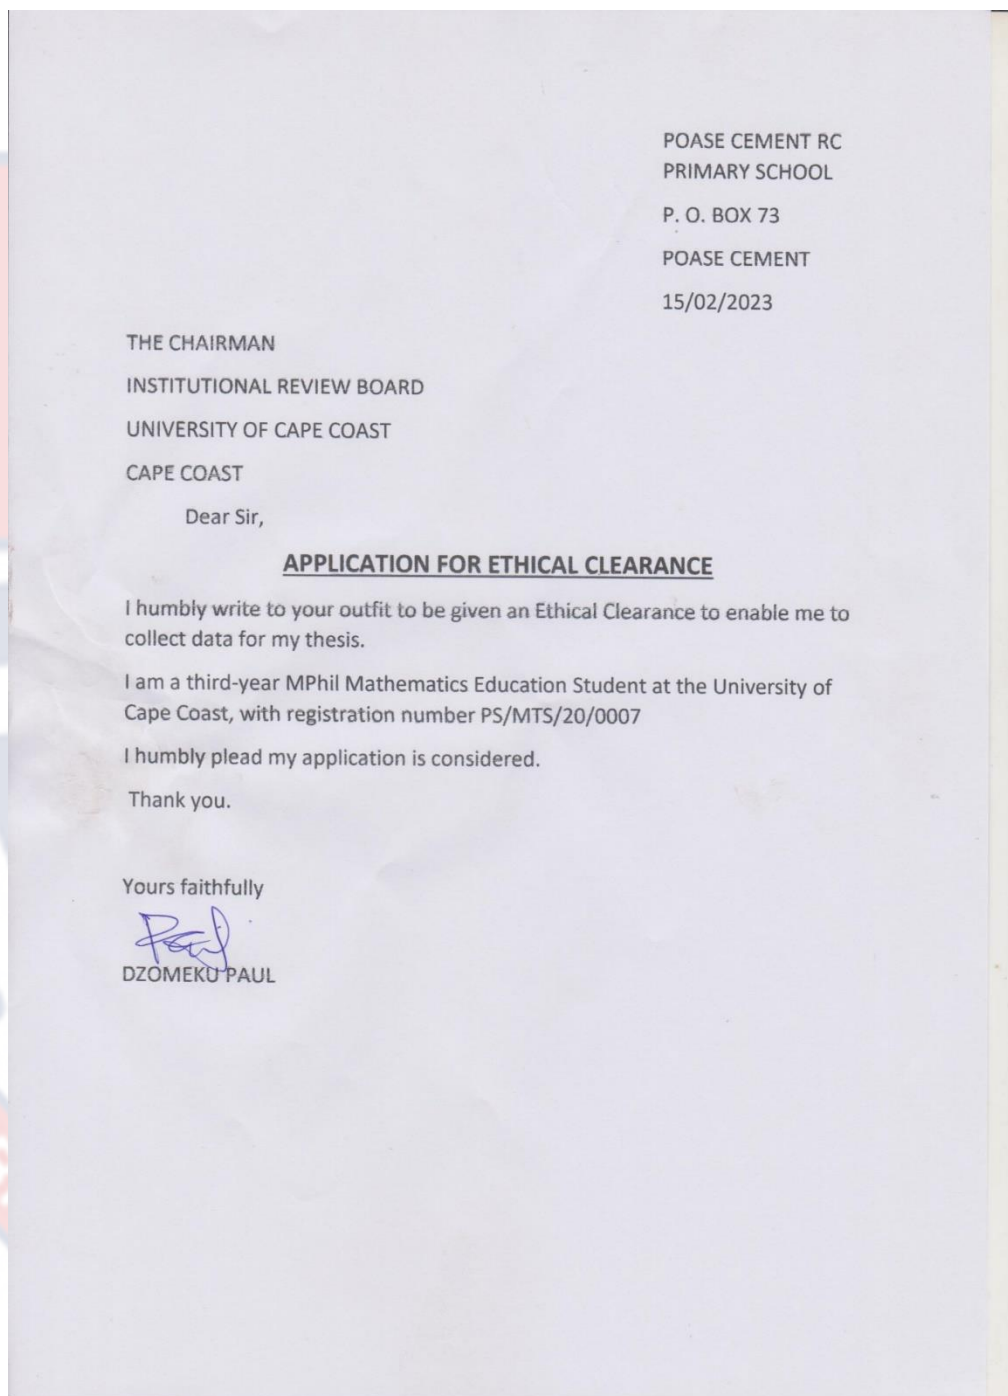 POASE CEMENT RC
PRIMARY SCHOOL
P. O. BOX 73
POASE CEMENT
15/02/2023
THE CHAIRMAN
INSTITUTIONAL REVIEW BOARD
UNIVERSITY OF CAPE COAST
CAPE COAST
Dear Sir,
APPLICATION FOR ETHICAL CLEARANCE
I humbly write to your outfit to be given an Ethical Clearance to enable me to
collect data for my thesis.
I am a third-year MPhil Mathematics Education Student at the University of
Cape Coast, with registration number PS/MTS/20/0007
I humbly plead my application is considered.
Thank you.
Yours faithfully
Paul
DZOMEKU PAUL